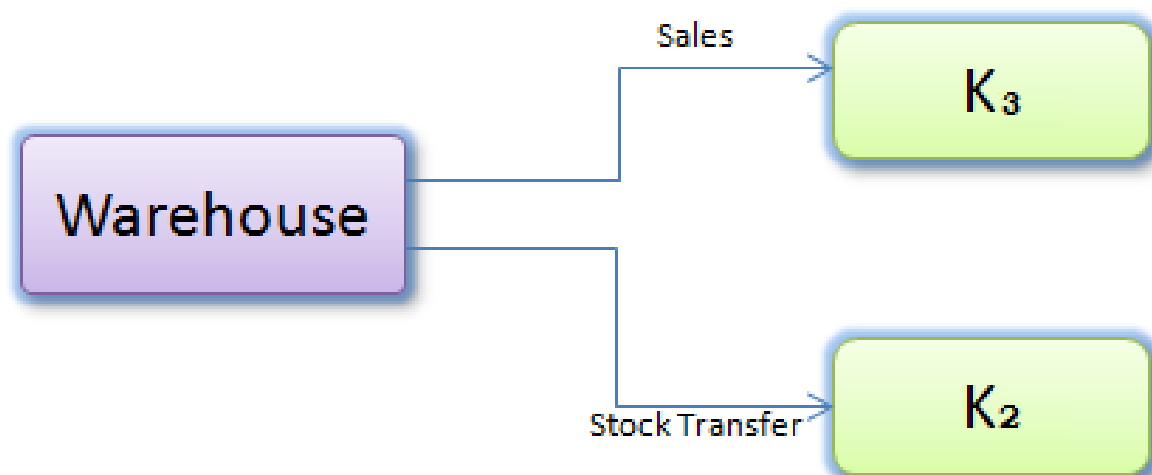 Sales
K₃
Warehouse
K₂
Stock Transfer